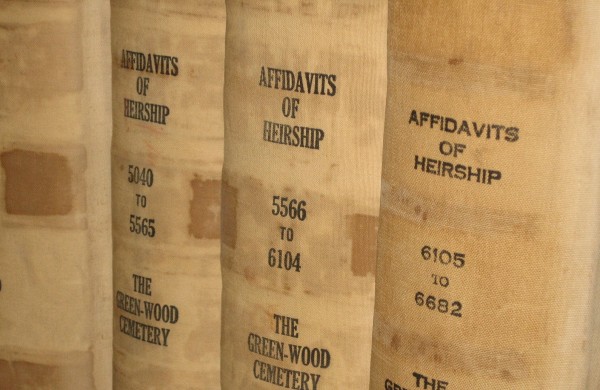 AFFIDAVITS
OF
HEIRSHIP
5040
TO
5565
THE
GREEN-WOOD
CEMETERY
AFFIDAVITS
OF
HEIRSHIP
5566
TO
6104
THE
GREEN-WOOD
CEMETERY
AFFIDAVITS
OF
HEIRSHIP
6105
TO
6682
THE